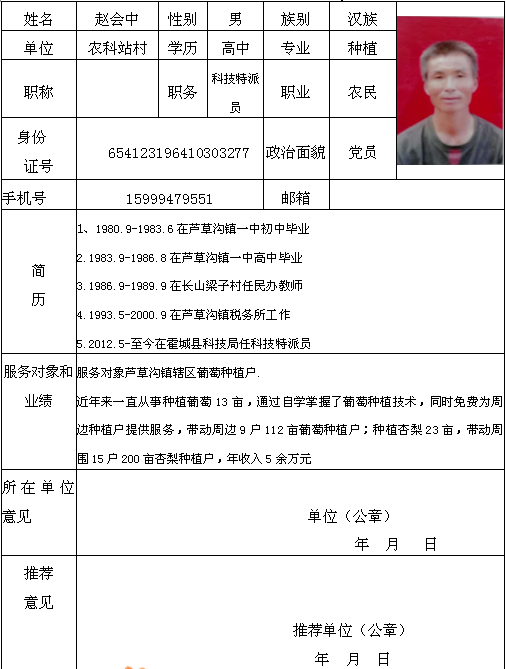 姓名 赵会中 性别 男 族别 汉族
单位 农科站村 学历 高中 专业 种植
职称 职务 科技特派员 职业 农民
身份证号 654123196410303277 政治面貌 党员
手机号 15999479551 邮箱
简历
1、1980.9-1983.6在芦草沟镇一中初中毕业
2.1983.9-1986.8在芦草沟镇一中高中毕业
3.1986.9-1989.9在长山梁子村任民办教师
4.1993.5-2000.9在芦草沟镇税务所工作
5.2012.5-至今在霍城县科技局任科技特派员
服务对象和业绩
服务对象芦草沟镇辖区葡萄种植户.
近年来一直从事种植葡萄13亩，通过自学掌握了葡萄种植技术，同时免费为周
边种植户提供服务，带动周边9户112亩葡萄种植户；种植杏梨23亩，带动周
围15户200亩杏梨种植户，年收入5余万元
所在单位
意见
单位（公章）
年 月 日
推荐
意见
推荐单位（公章）
年 月 日